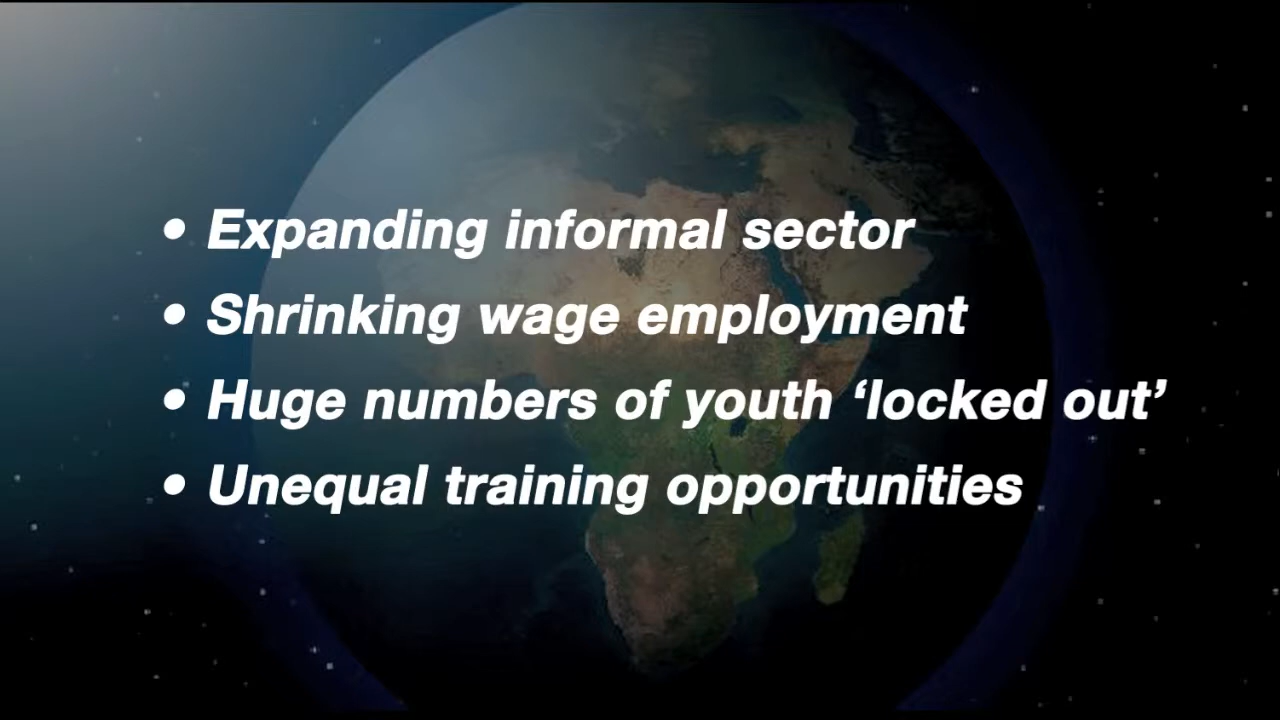 • Expanding informal sector
• Shrinking wage employment
• Huge numbers of youth ‘locked out’
• Unequal training opportunities